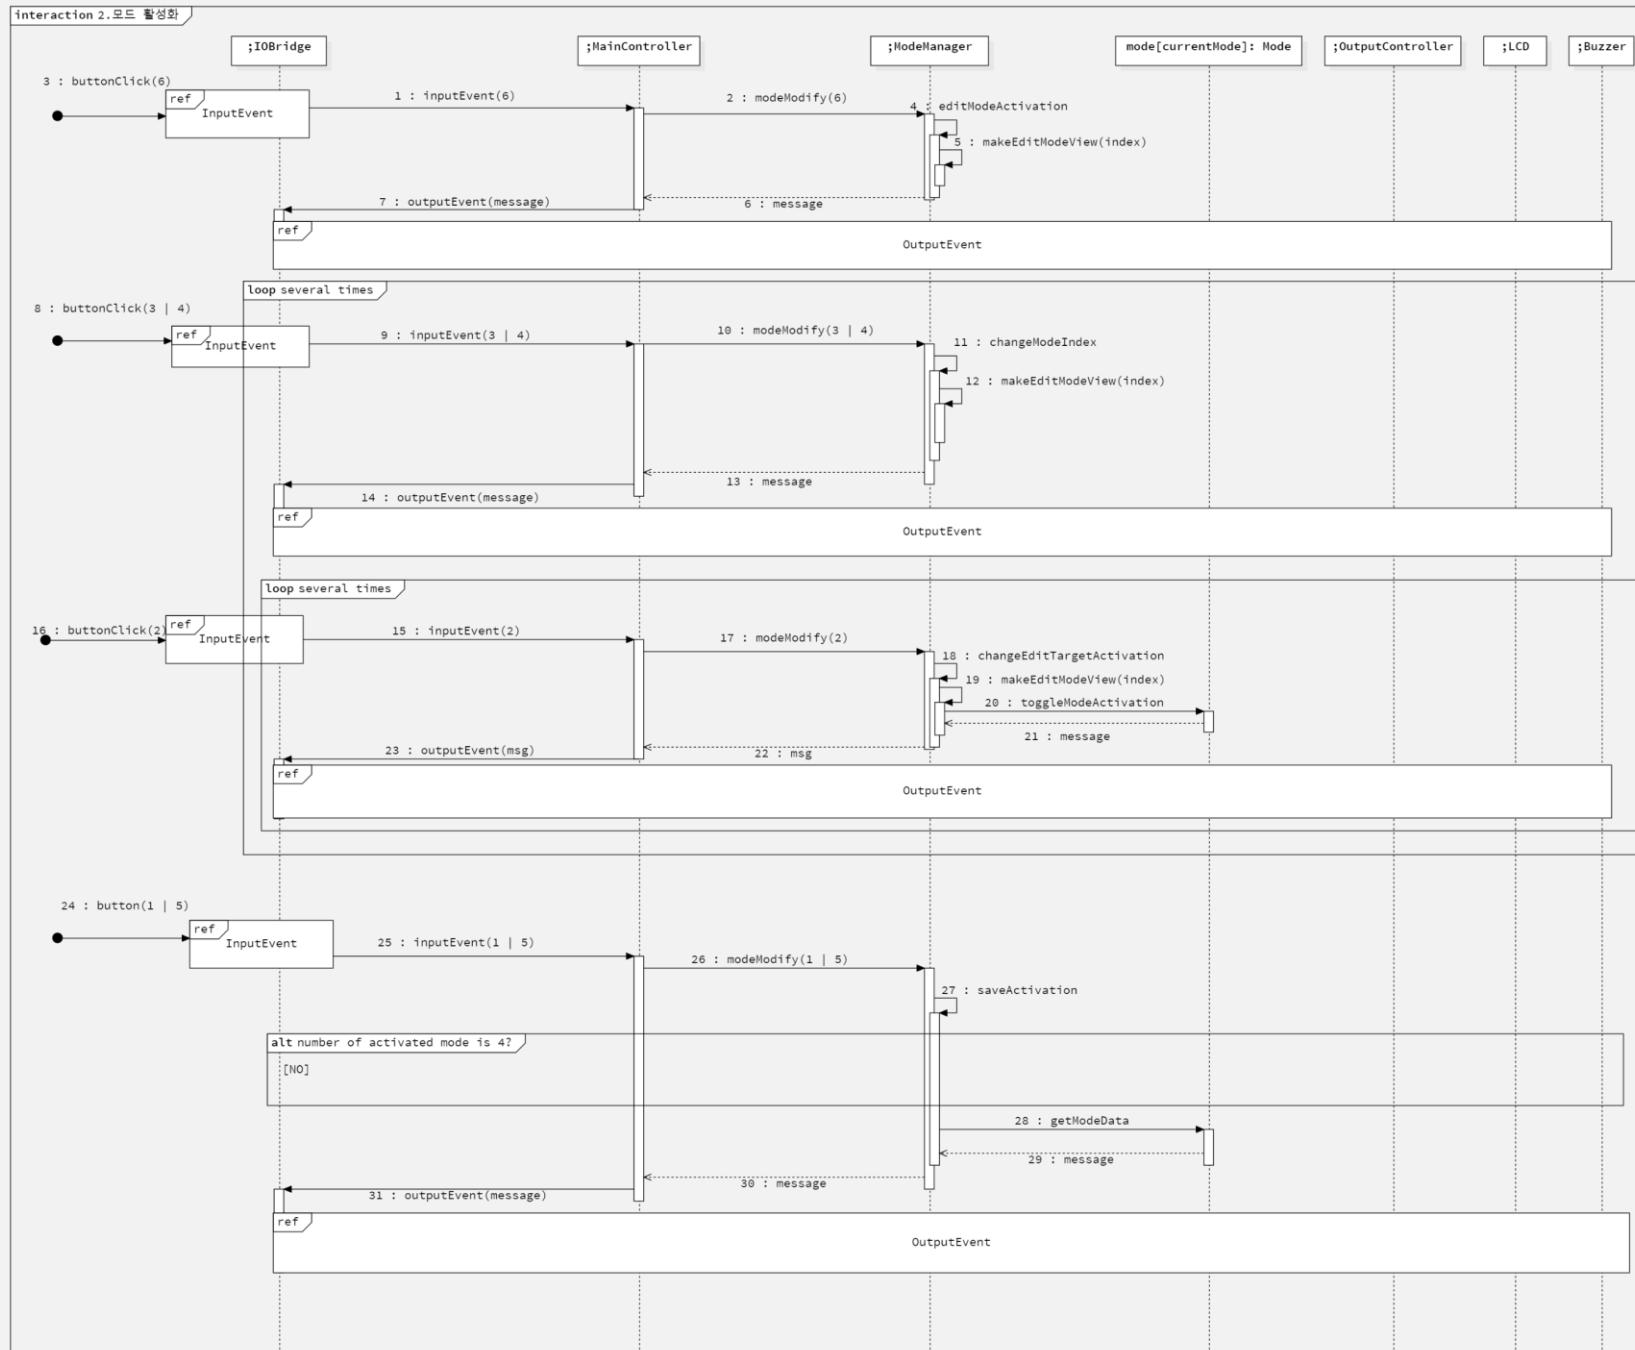 interaction 2.모드 활성화
;IOBridge
;MainController
;ModeManager
mode[currentMode]: Mode
;OutputController
;LCD
;Buzzer
3 : buttonClick(6)
ref
InputEvent
1 : inputEvent(6)
2 : modeModify(6)
4 : editModeActivation
5 : makeEditModeView(index)
7 : outputEvent(message)
6 : message
ref
OutputEvent
loop several times
8 : buttonClick(3 | 4)
ref
InputEvent
9 : inputEvent(3 | 4)
10 : modeModify(3 | 4)
11 : changeModeIndex
12 : makeEditModeView(index)
13 : message
14 : outputEvent(message)
ref
OutputEvent
loop several times
16 : buttonClick(2)
ref
InputEvent
15 : inputEvent(2)
17 : modeModify(2)
18 : changeEditTargetActivation
19 : makeEditModeView(index)
20 : toggleModeActivation
21 : message
23 : outputEvent(msg)
22 : msg
ref
OutputEvent
24 : button(1 | 5)
ref
InputEvent
25 : inputEvent(1 | 5)
26 : modeModify(1 | 5)
27 : saveActivation
alt number of activated mode is 4?
[NO]
28 : getModeData
29 : message
30 : message
31 : outputEvent(message)
ref
OutputEvent